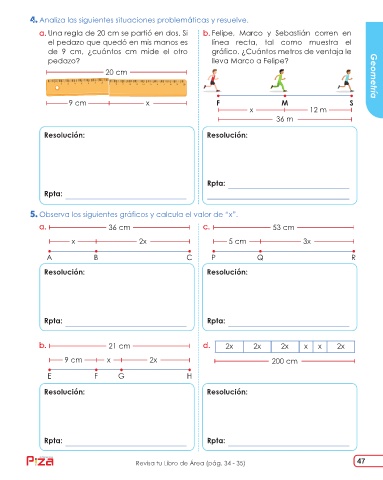 4. Analiza las siguientes situaciones problemáticas y resuelve.
a. Una regla de 20 cm se partió en dos. Si
el pedazo que quedó en mis manos es
de 9 cm, ¿cuántos cm mide el otro
pedazo?
20 cm
9 cm
x
Resolución:
Rpta:
b. Felipe, Marco y Sebastián corren en
línea recta, tal como muestra el
gráfico. ¿Cuántos metros de ventaja le
lleva Marco a Felipe?
F M S
x 12 m
36 m
Resolución:
Rpta:
Geometría
5. Observa los siguientes gráficos y calcula el valor de "x".
a. 36 cm
x 2x
A B C
Resolución:
Rpta:
c. 53 cm
5 cm 3x
P Q R
Resolución:
Rpta:
b. 21 cm
9 cm x 2x
E F G H
Resolución:
Rpta:
d. 2x 2x 2x x x 2x
200 cm
Resolución:
Rpta:
Piza
Revisa tu Libro de Área (pág. 34 - 35)
47